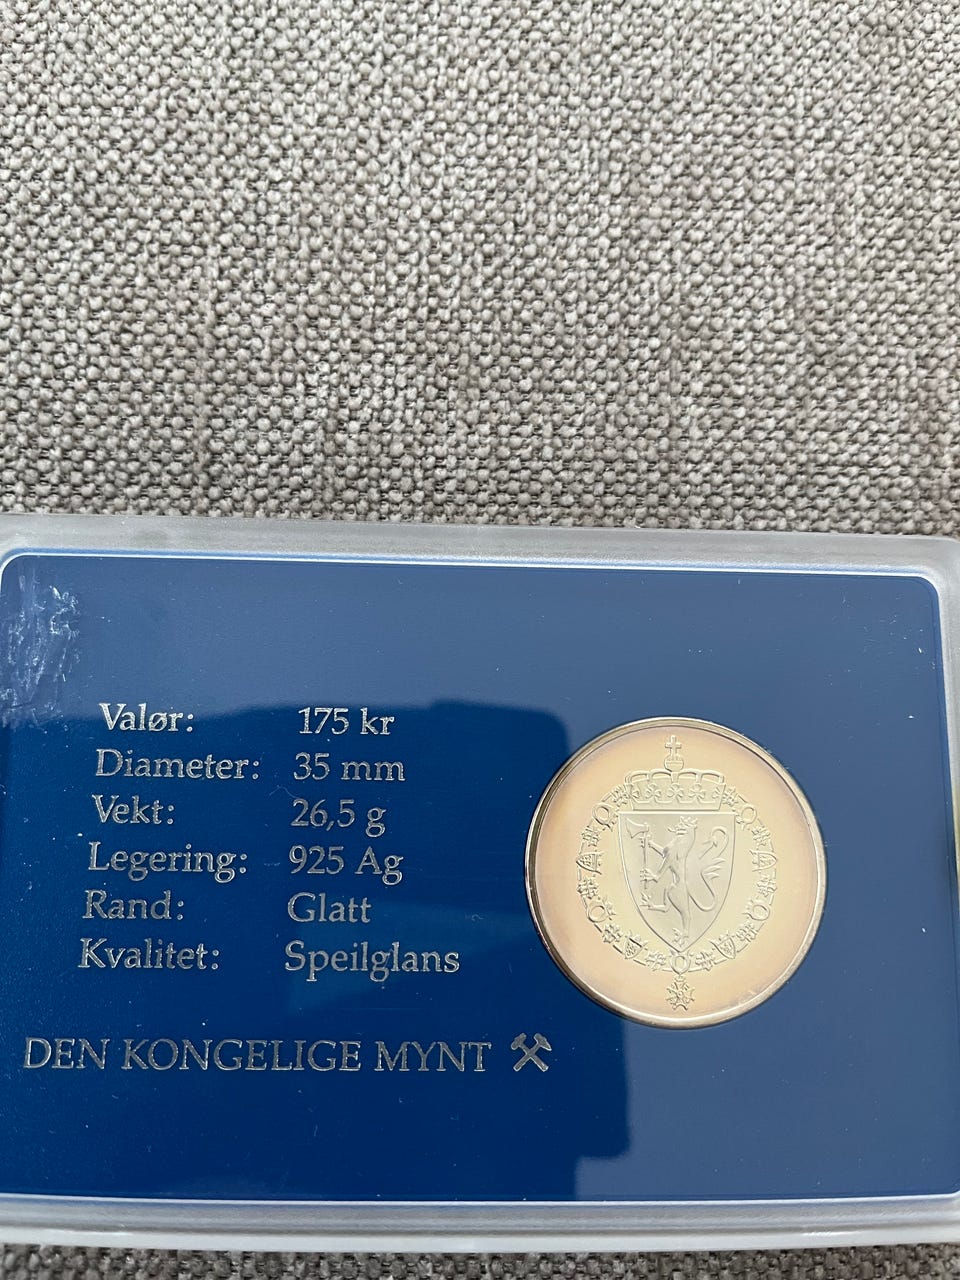 Valør: 175 kr
Diameter: 35 mm
Vekt: 26,5 g
Legering: 925 Ag
Rand: Glatt
Kvalitet: Speilglans
DEN KONGELIGE MYNT